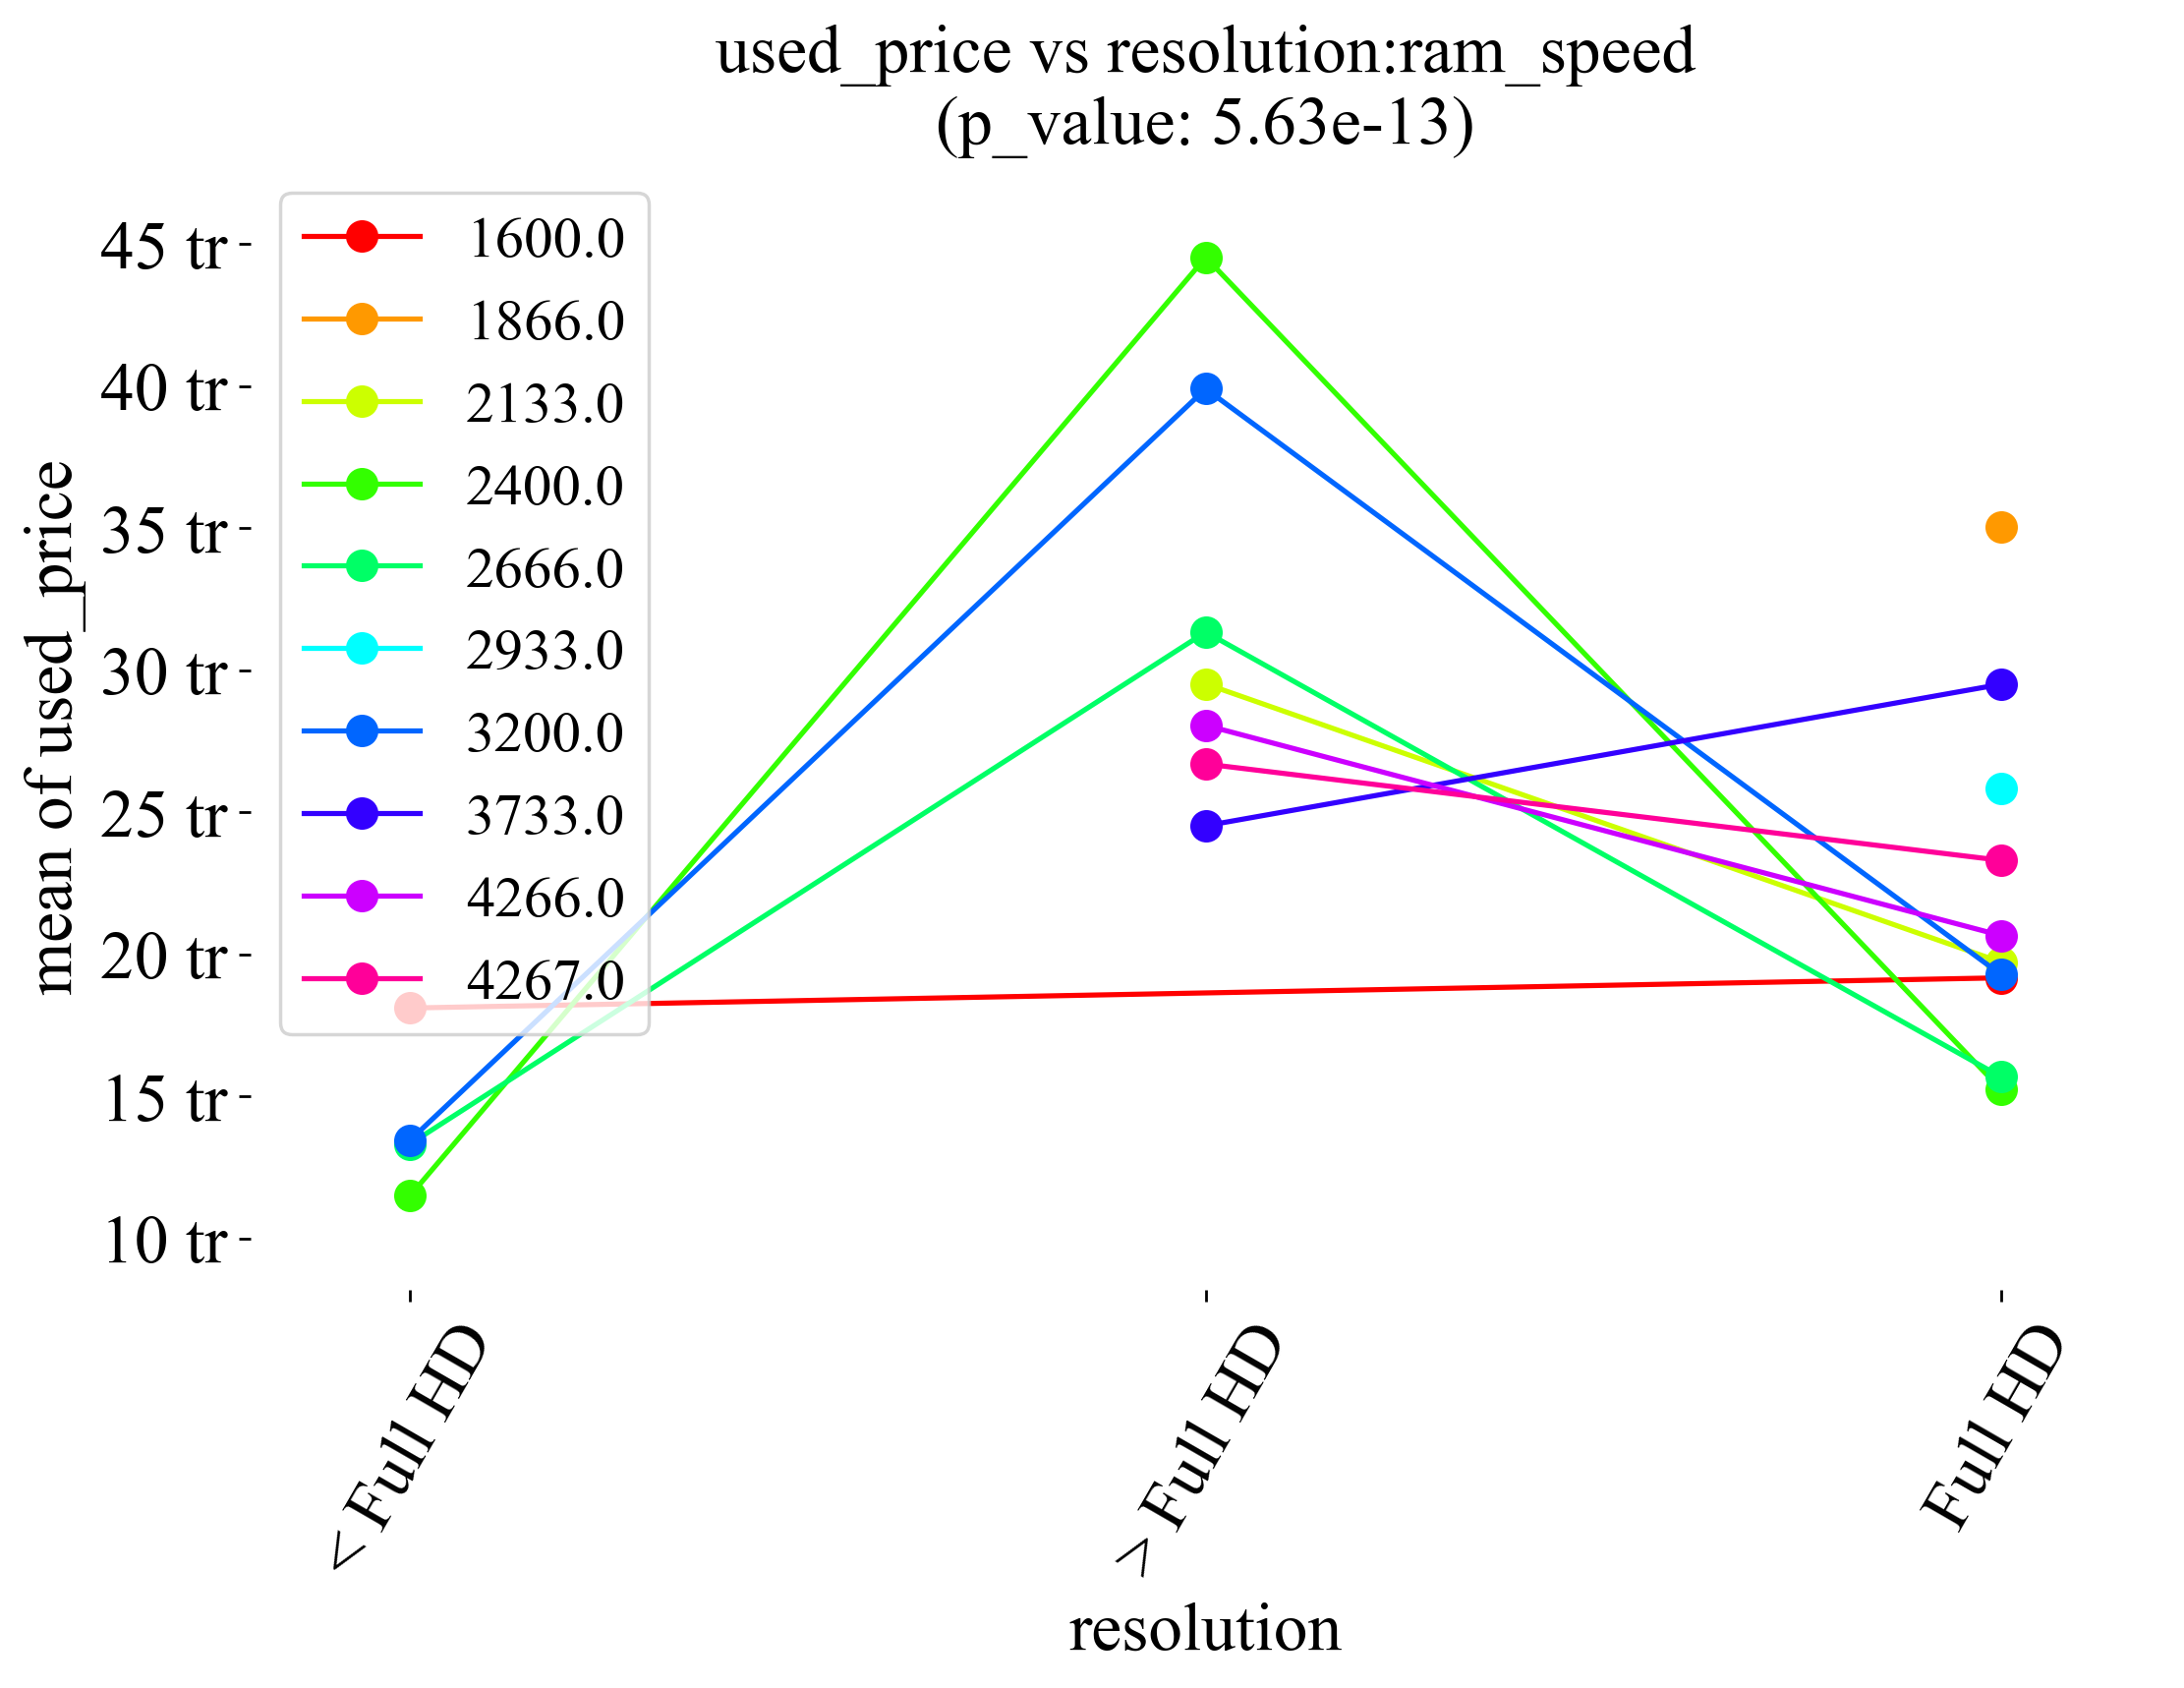 used_price vs resolution:ram_speed
(p_value: 5.63e-13)
mean of used_price
45 tr
40 tr
35 tr
30 tr
25 tr
20 tr
15 tr
10 tr
1600.0
1866.0
2133.0
2400.0
2666.0
2933.0
3200.0
3733.0
4266.0
4267.0
< Full HD
> Full HD
Full HD
resolution